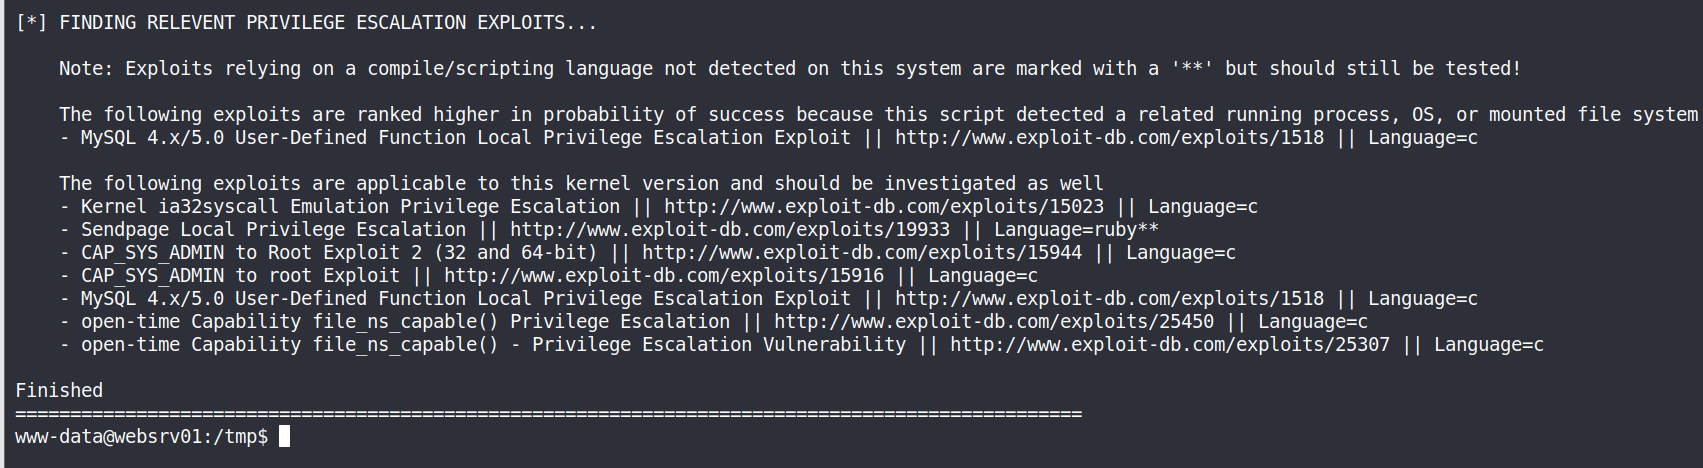 [*] FINDING RELEVENT PRIVILEGE ESCALATION EXPLOITS...
Note: Exploits relying on a compile/scripting language not detected on this system are marked with a '**' but should still be tested!
The following exploits are ranked higher in probability of success because this script detected a related running process, OS, or mounted file system
- MySQL 4.x/5.0 User-Defined Function Local Privilege Escalation Exploit || http://www.exploit-db.com/exploits/1518 || Language=c
The following exploits are applicable to this kernel version and should be investigated as well
- Kernel ia32syscall Emulation Privilege Escalation || http://www.exploit-db.com/exploits/15023 || Language=c
- Sendpage Local Privilege Escalation || http://www.exploit-db.com/exploits/19933 || Language=ruby**
- CAP_SYS_ADMIN to Root Exploit 2 (32 and 64-bit) || http://www.exploit-db.com/exploits/15944 || Language=c
- CAP_SYS_ADMIN to root Exploit || http://www.exploit-db.com/exploits/15916 || Language=c
- MySQL 4.x/5.0 User-Defined Function Local Privilege Escalation Exploit || http://www.exploit-db.com/exploits/1518 || Language=c
- open-time Capability file_ns_capable() Privilege Escalation || http://www.exploit-db.com/exploits/25450 || Language=c
- open-time Capability file_ns_capable() - Privilege Escalation Vulnerability || http://www.exploit-db.com/exploits/25307 || Language=c
Finished
=================================================================================================
www-data@websrv01:/tmp$